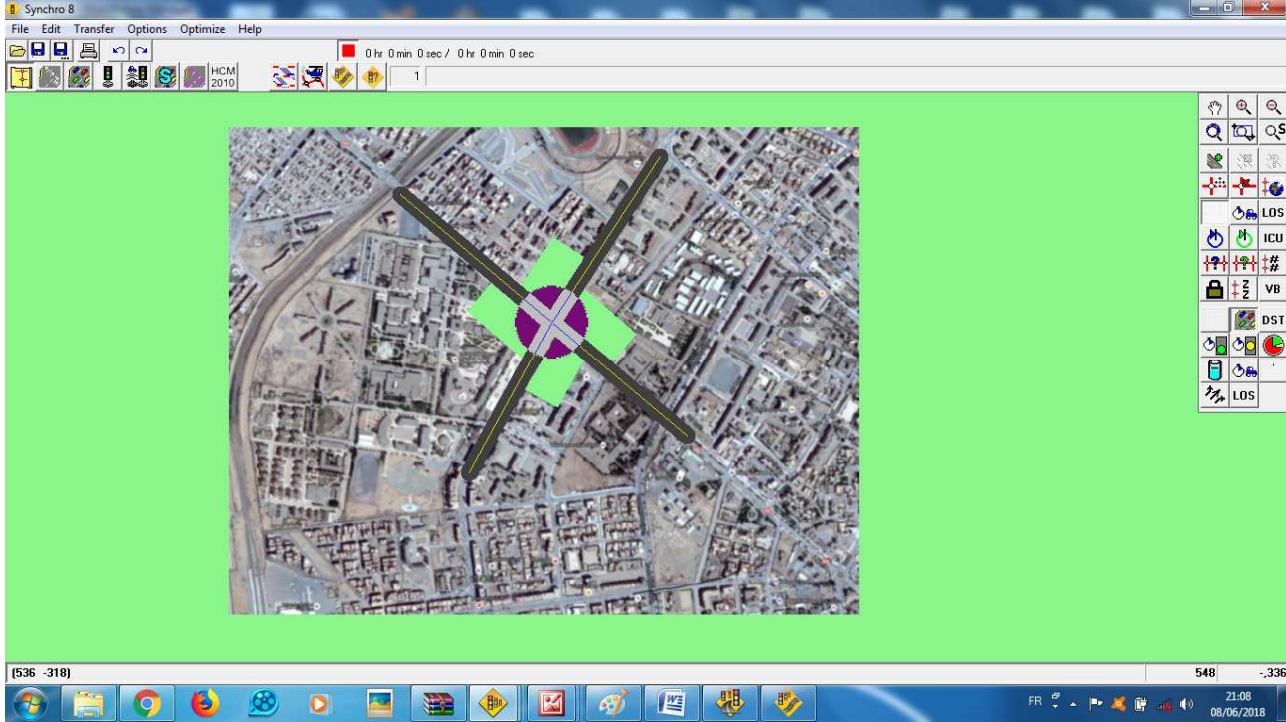 Synchro 8
File Edit Transfer Options Optimize Help
0 hr 0 min 0 sec / 0 hr 0 min 0 sec
HCM
2010
1
S
LOS
ICU
##
VB
DST
LOS
(536 -318)
548 -,336
FR
21:08
08/06/2018